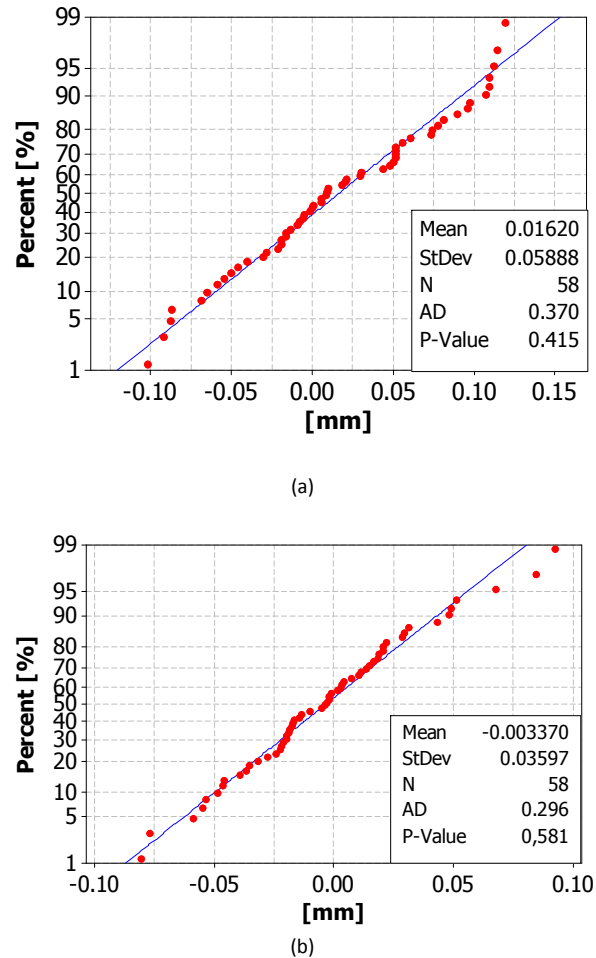 99
95
90
80
70
60
50
40
30
20
10
5
1
Percent [%]
Mean 0.01620
StDev 0.05888
N 58
AD 0.370
P-Value 0.415
-0.10 -0.05 0.00 0.05 0.10 0.15
[mm]
(a)
99
95
90
80
70
60
50
40
30
20
10
5
1
Percent [%]
Mean -0.003370
StDev 0.03597
N 58
AD 0.296
P-Value 0,581
-0.10 -0.05 0.00 0.05 0.10
[mm]
(b)